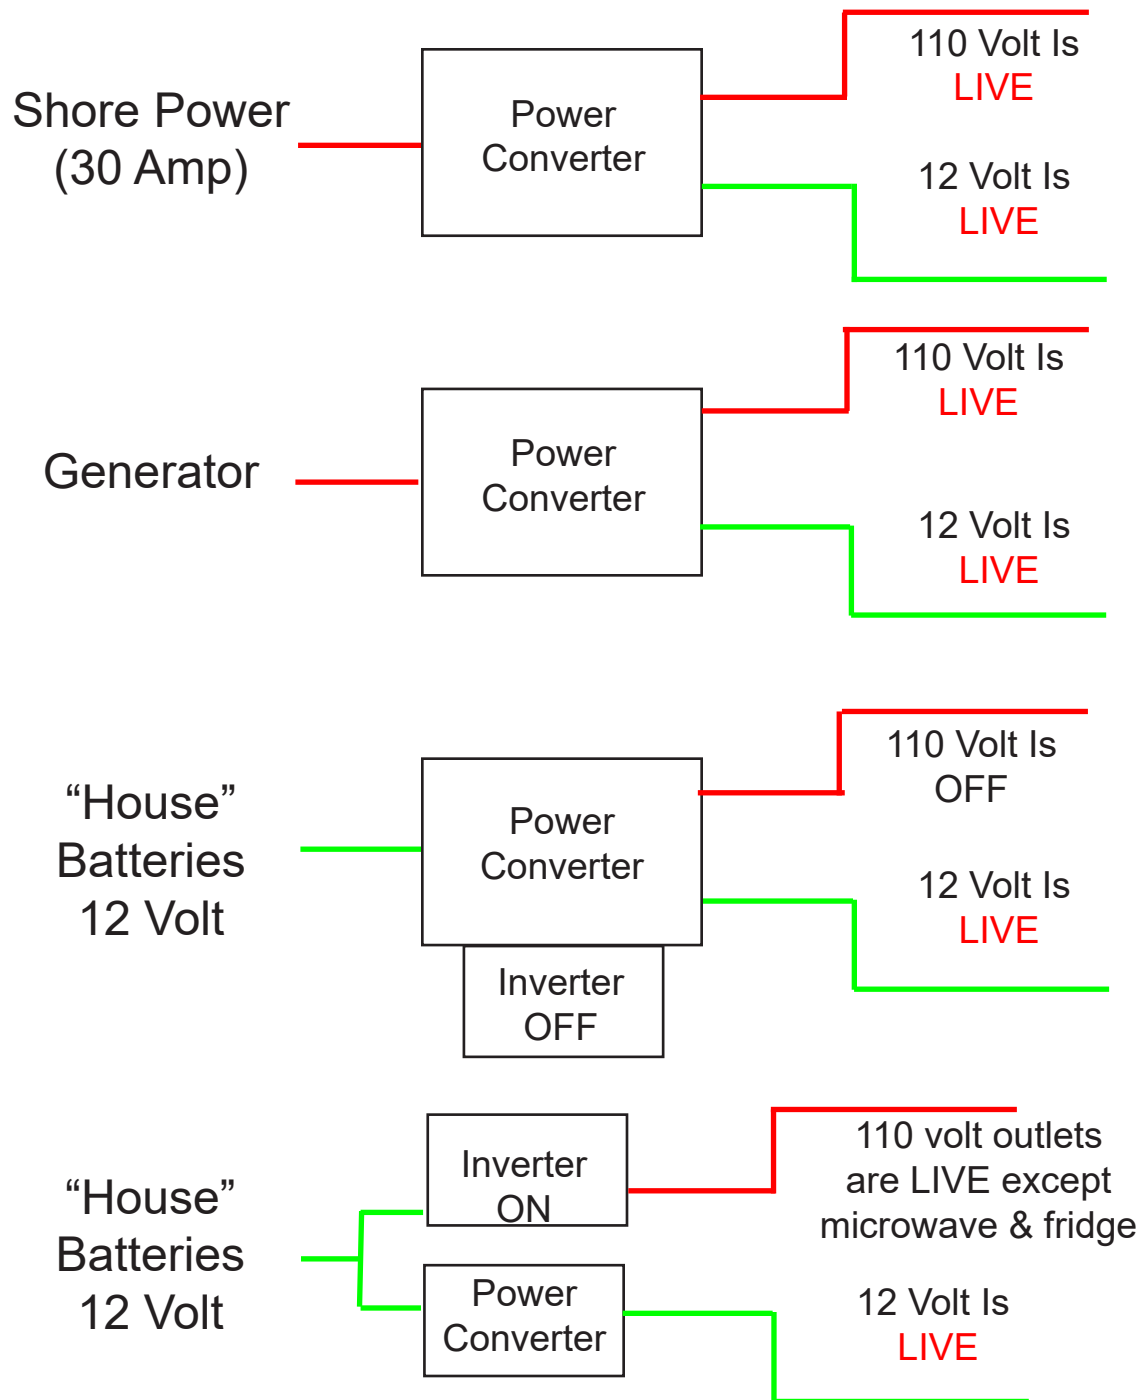 Shore Power
(30 Amp)
Power
Converter
110 Volt Is
LIVE
12 Volt Is
LIVE
Generator
Power
Converter
110 Volt Is
LIVE
12 Volt Is
LIVE
“House”
Batteries
12 Volt
Power
Converter
Inverter
OFF
110 Volt Is
OFF
12 Volt Is
LIVE
“House”
Batteries
12 Volt
Inverter
ON
Power
Converter
110 volt outlets
are LIVE except
microwave & fridge
12 Volt Is
LIVE